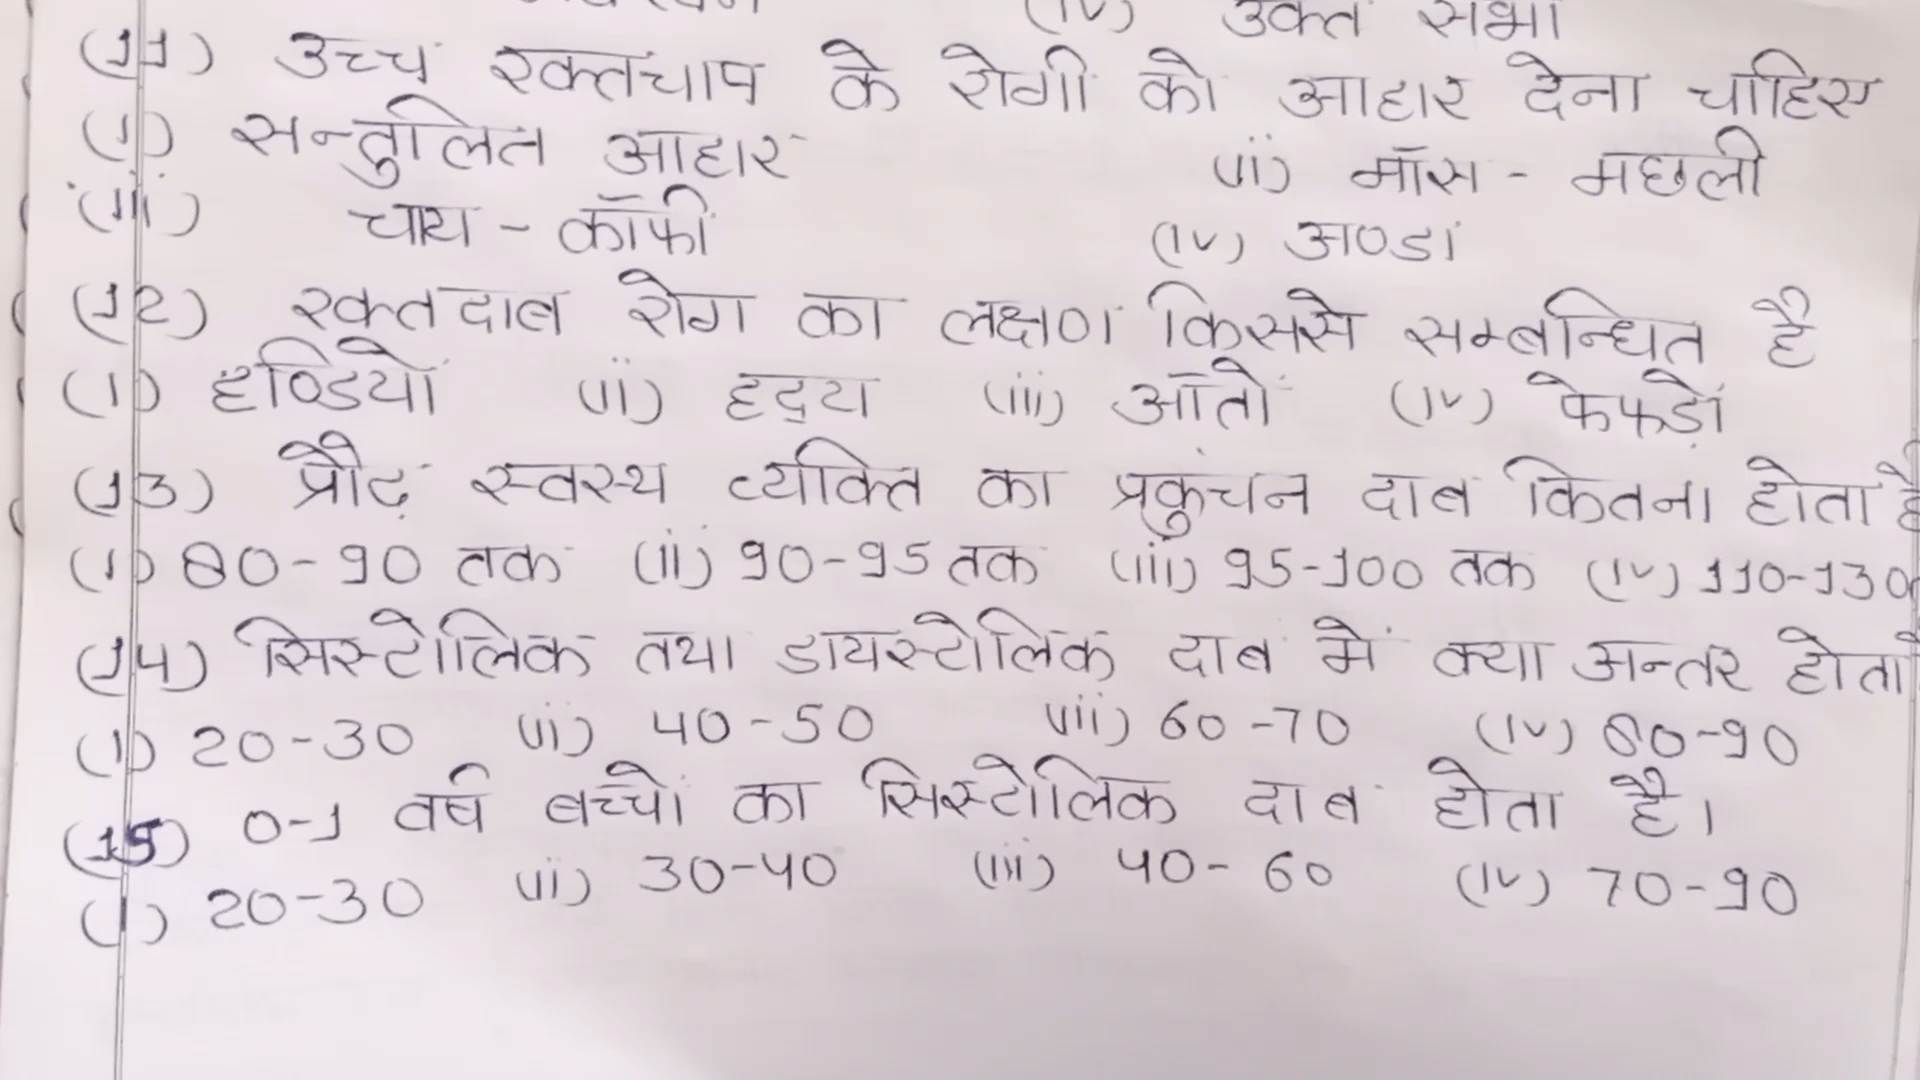 (iv) उक्त सभी
(11) उच्च रक्तचाप के रोगी को आहार देना चाहिए
(i) सन्तुलित आहार (ii) माँस - मछली
(iii) चाय - कॉफी (iv) अण्डा
(12) रक्तदाब रोग का लक्षण किससे सम्बन्धित है
(i) हड्डियों (ii) हृदय (iii) आँतों (iv) फेफड़ों
(13) प्रौढ़ स्वस्थ व्यक्ति का प्रकुंचन दाब कितना होता है
(i) 80-90 तक (ii) 90-95 तक (iii) 95-100 तक (iv) 110-130
(14) सिस्टोलिक तथा डायस्टोलिक दाब में क्या अन्तर होता
(i) 20-30 (ii) 40-50 (iii) 60-70 (iv) 80-90
(15) 0-1 वर्ष बच्चों का सिस्टोलिक दाब होता है।
(i) 20-30 (ii) 30-40 (iii) 40-60 (iv) 70-90